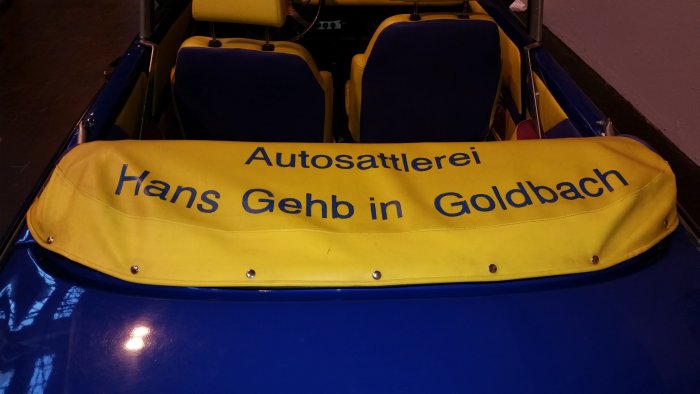 Autosattlerei
Hans Gehb in Goldbach